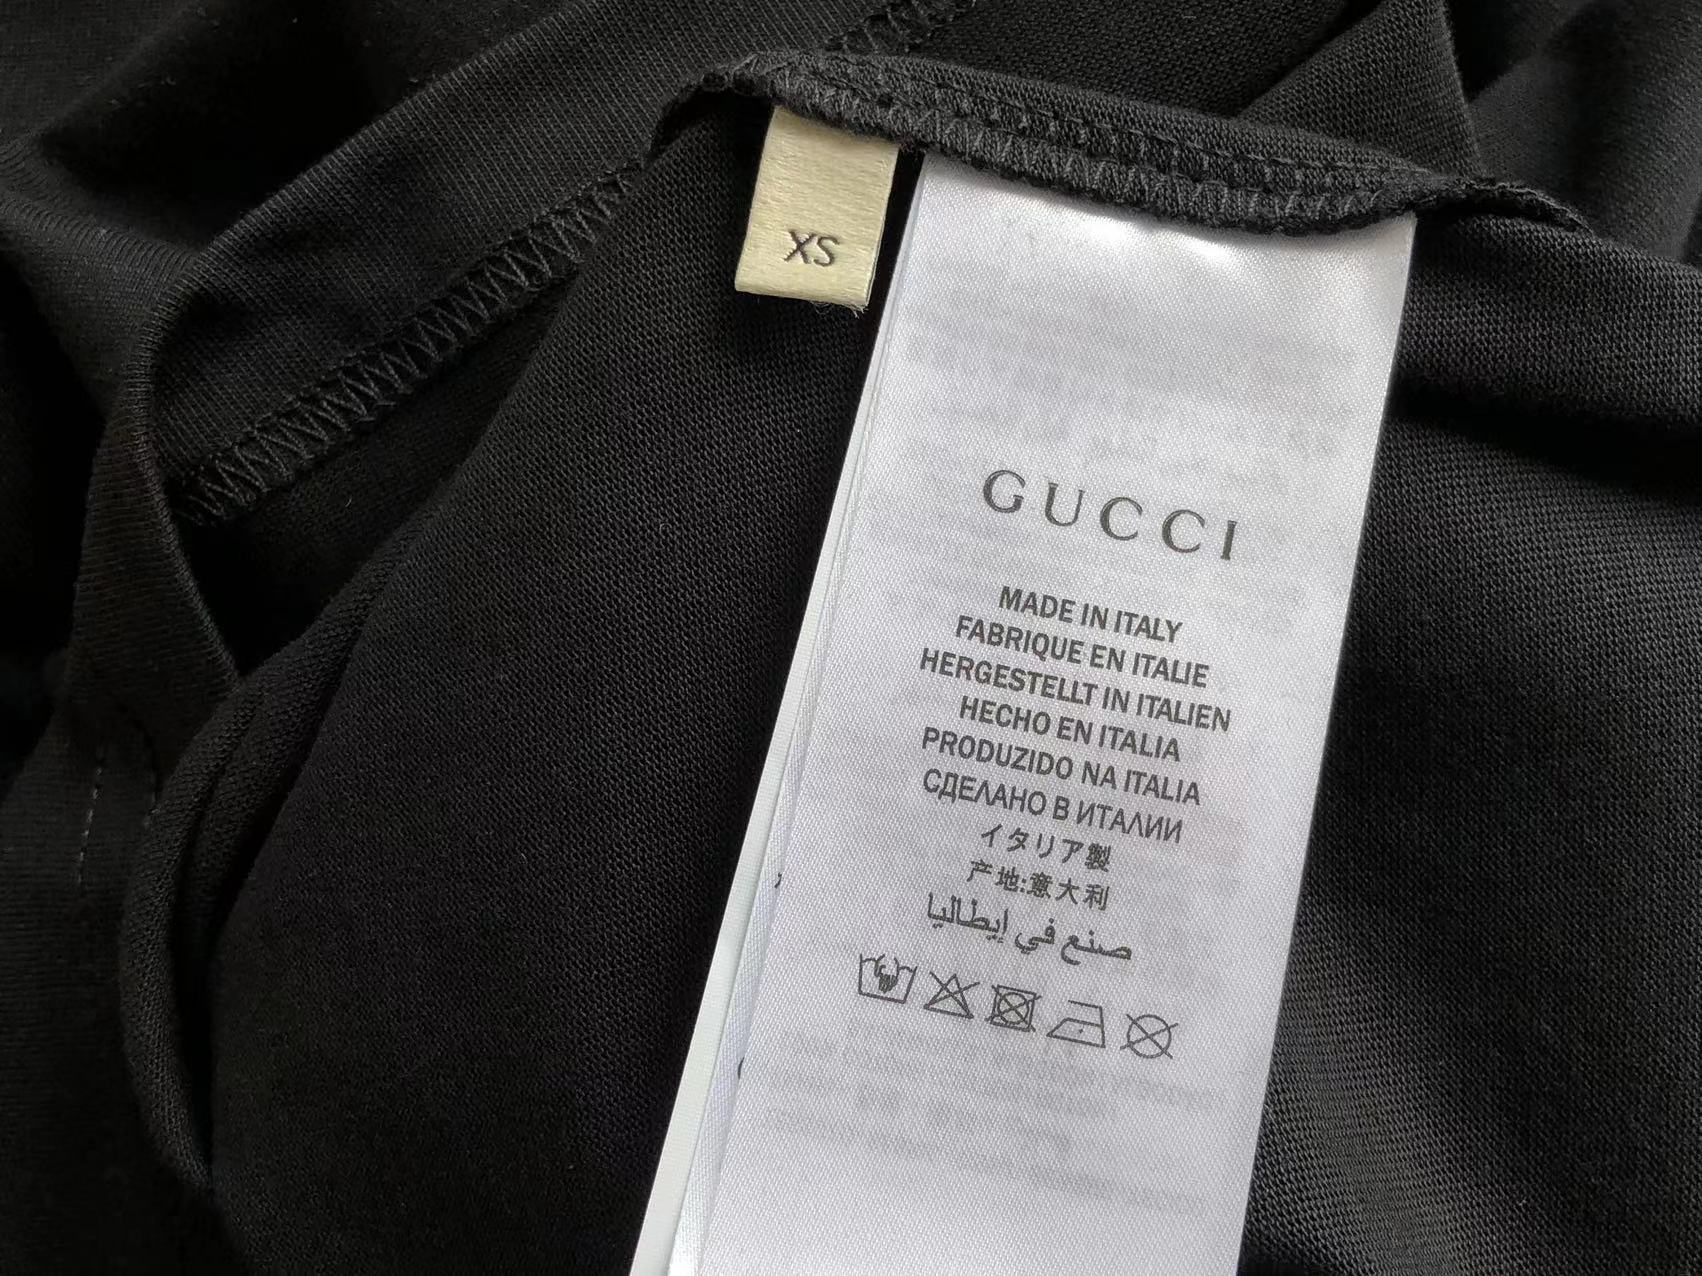 XS
GUCCI
MADE IN ITALY
FABRIQUE EN ITALIE
HERGESTELLT IN ITALIEN
HECHO EN ITALIA
PRODUZIDO NA ITALIA
СДЕЛАНО В ИТАЛИИ
イタリア製
产地:意大利
صنع في إيطاليا